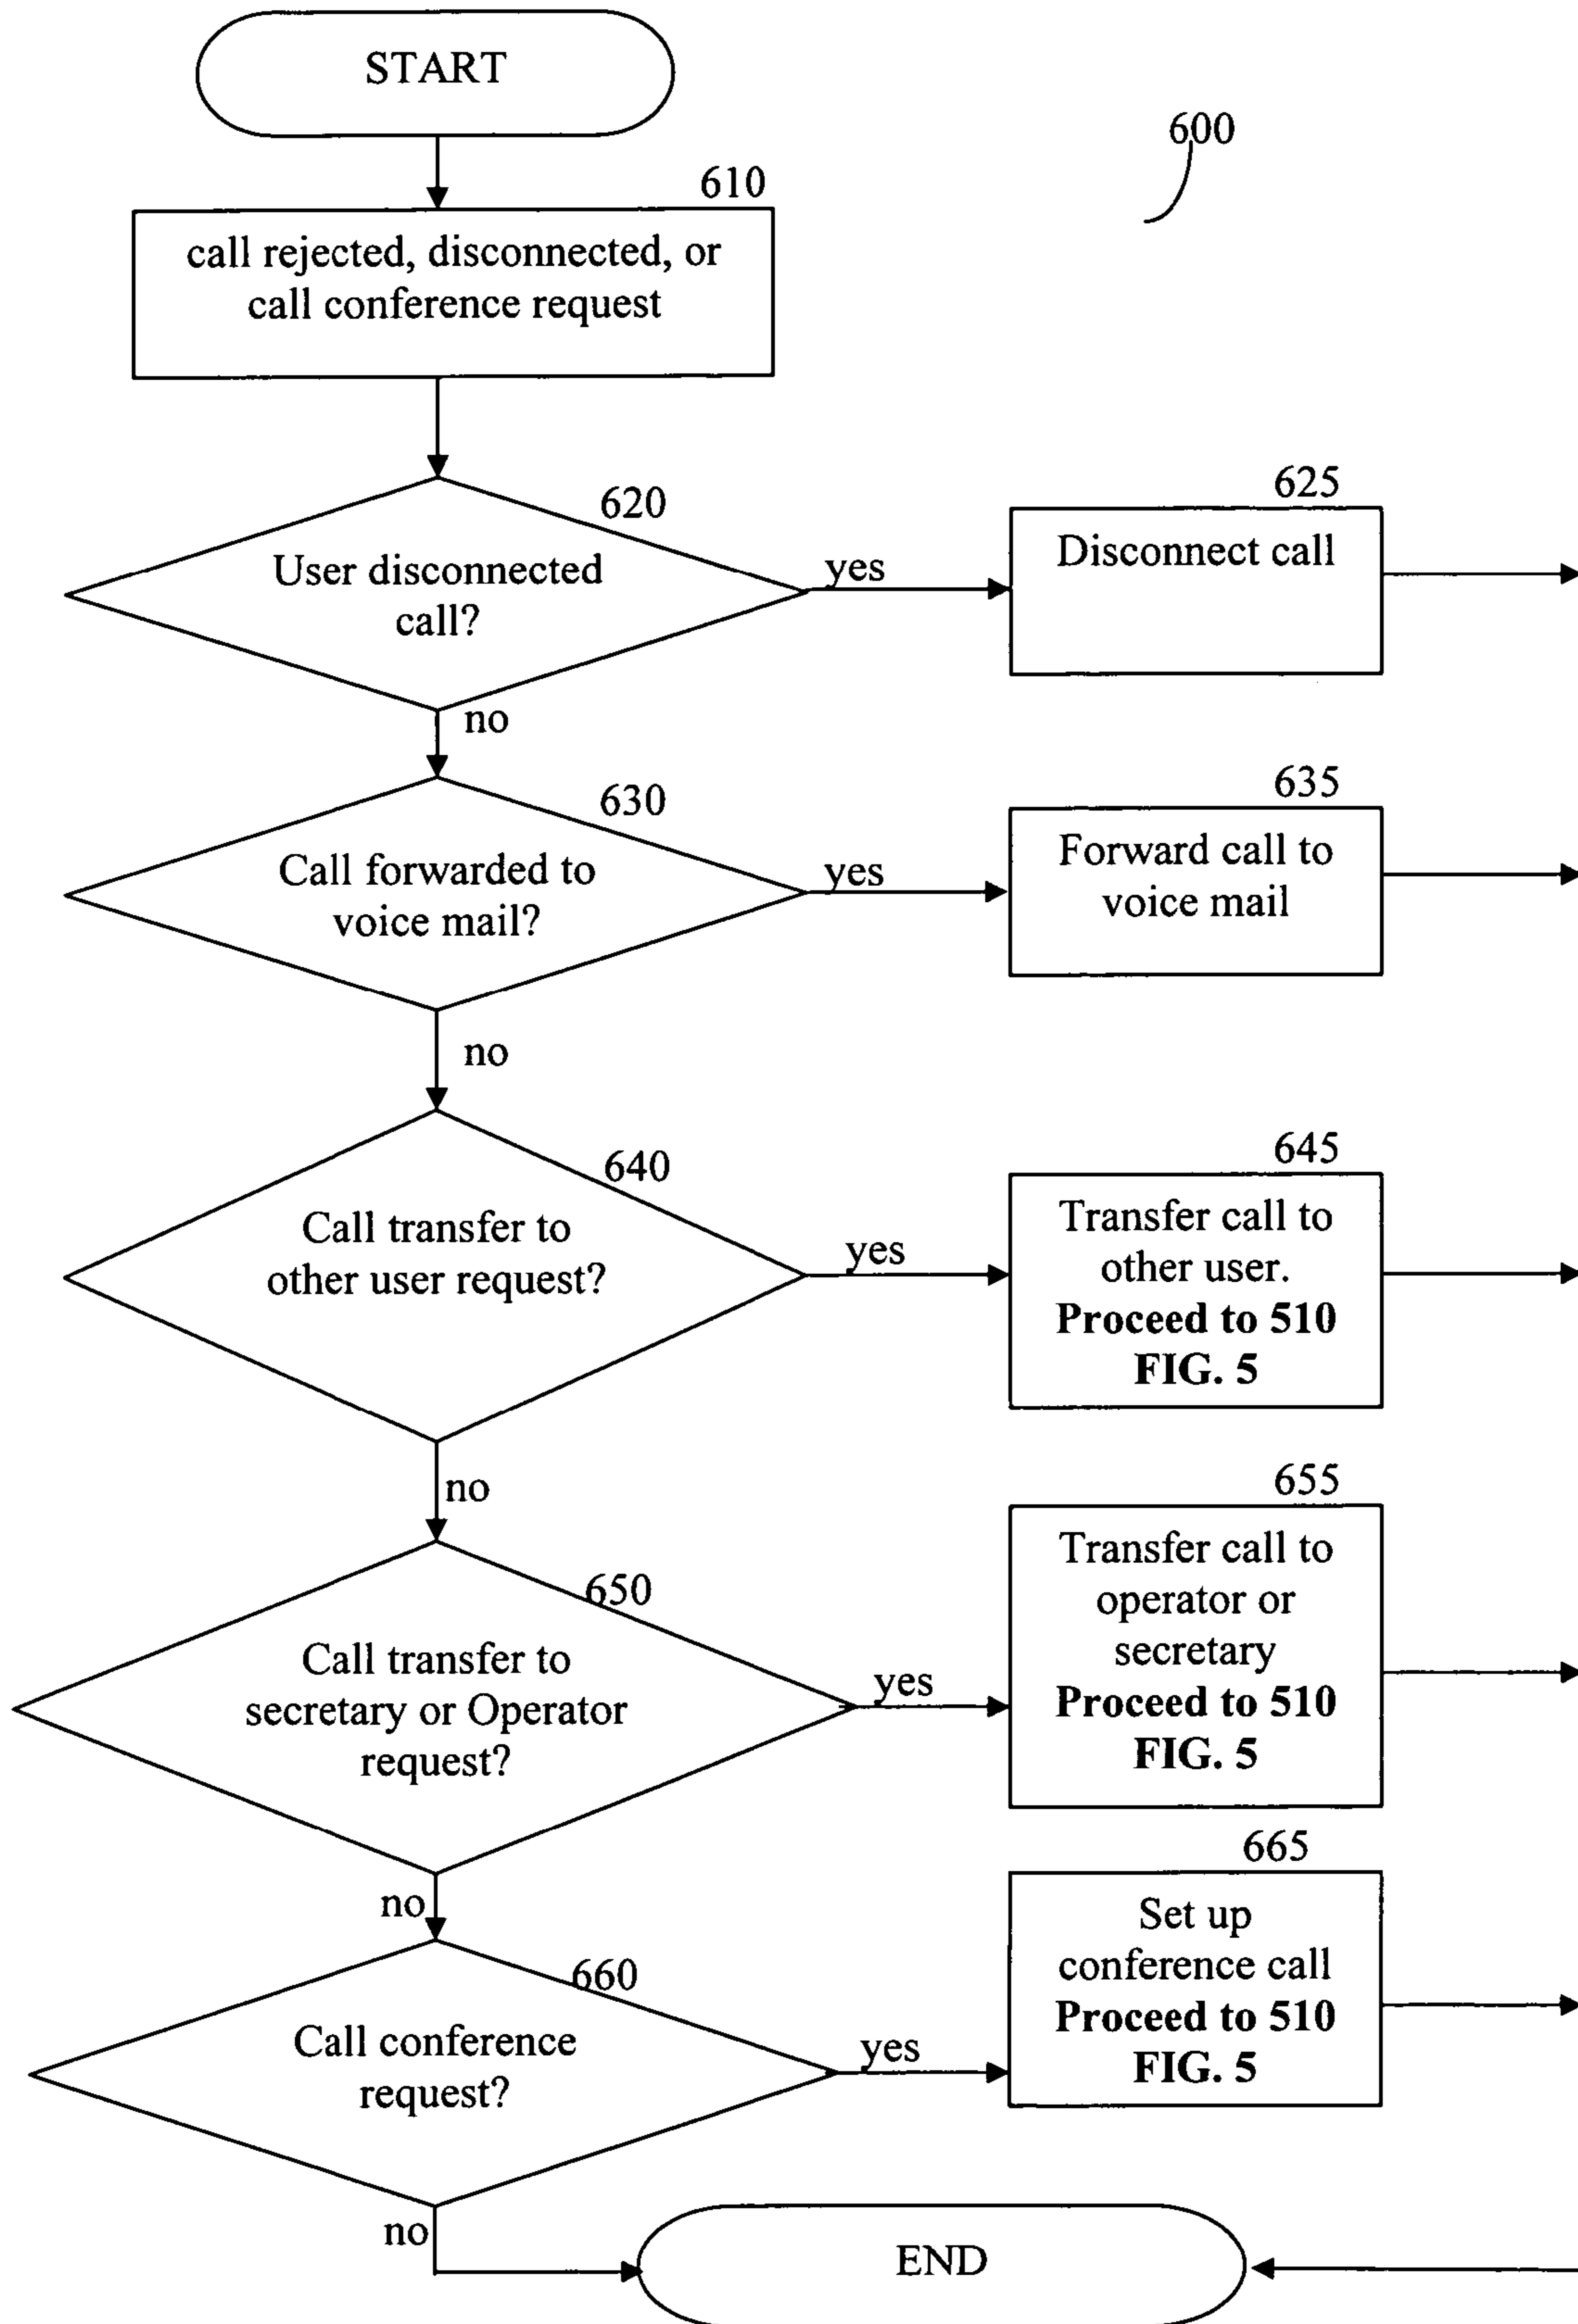 START
600
610
call rejected, disconnected, or
call conference request
620
User disconnected
call?
yes
625
Disconnect call
no
630
Call forwarded to
voice mail?
yes
635
Forward call to
voice mail
no
640
Call transfer to
other user request?
yes
645
Transfer call to
other user.
Proceed to 510
FIG. 5
no
650
Call transfer to
secretary or Operator
request?
yes
655
Transfer call to
operator or
secretary
Proceed to 510
FIG. 5
no
660
Call conference
request?
yes
665
Set up
conference call
Proceed to 510
FIG. 5
no
END